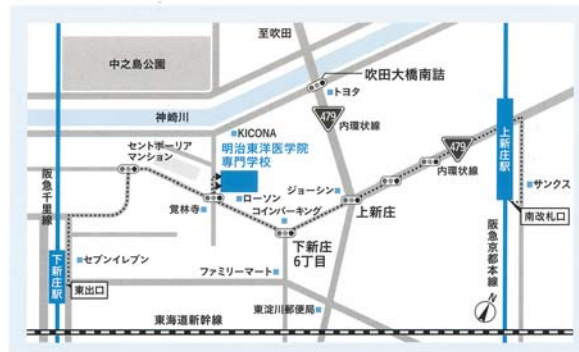 至吹田
中之島公園
吹田大橋南詰
トヨタ
神崎川
479
内環状線
KICONA
セントポーリア
マンション
明治東洋医学院
専門学校
479
内環状線
上新庄駅
阪急千里線
ジョーシン
サンクス
ローソン
コインパーキング
覚林寺
上新庄
南改札口
下新庄
6丁目
阪急京都本線
セブンイレブン
下新庄駅
ファミリーマート
東出口
東淀川郵便局
東海道新幹線
N